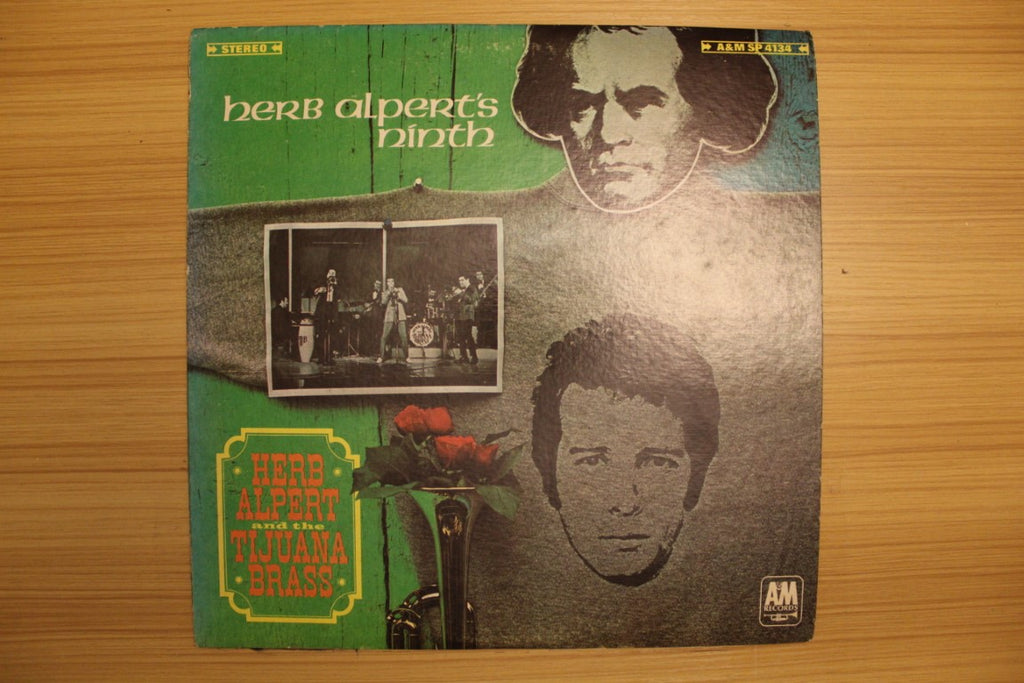 STEREO
A&M SP 4134
herb alpert's
ninth
HERB
ALPERT
and the
TIJUANA
BRASS
A&M
RECORDS